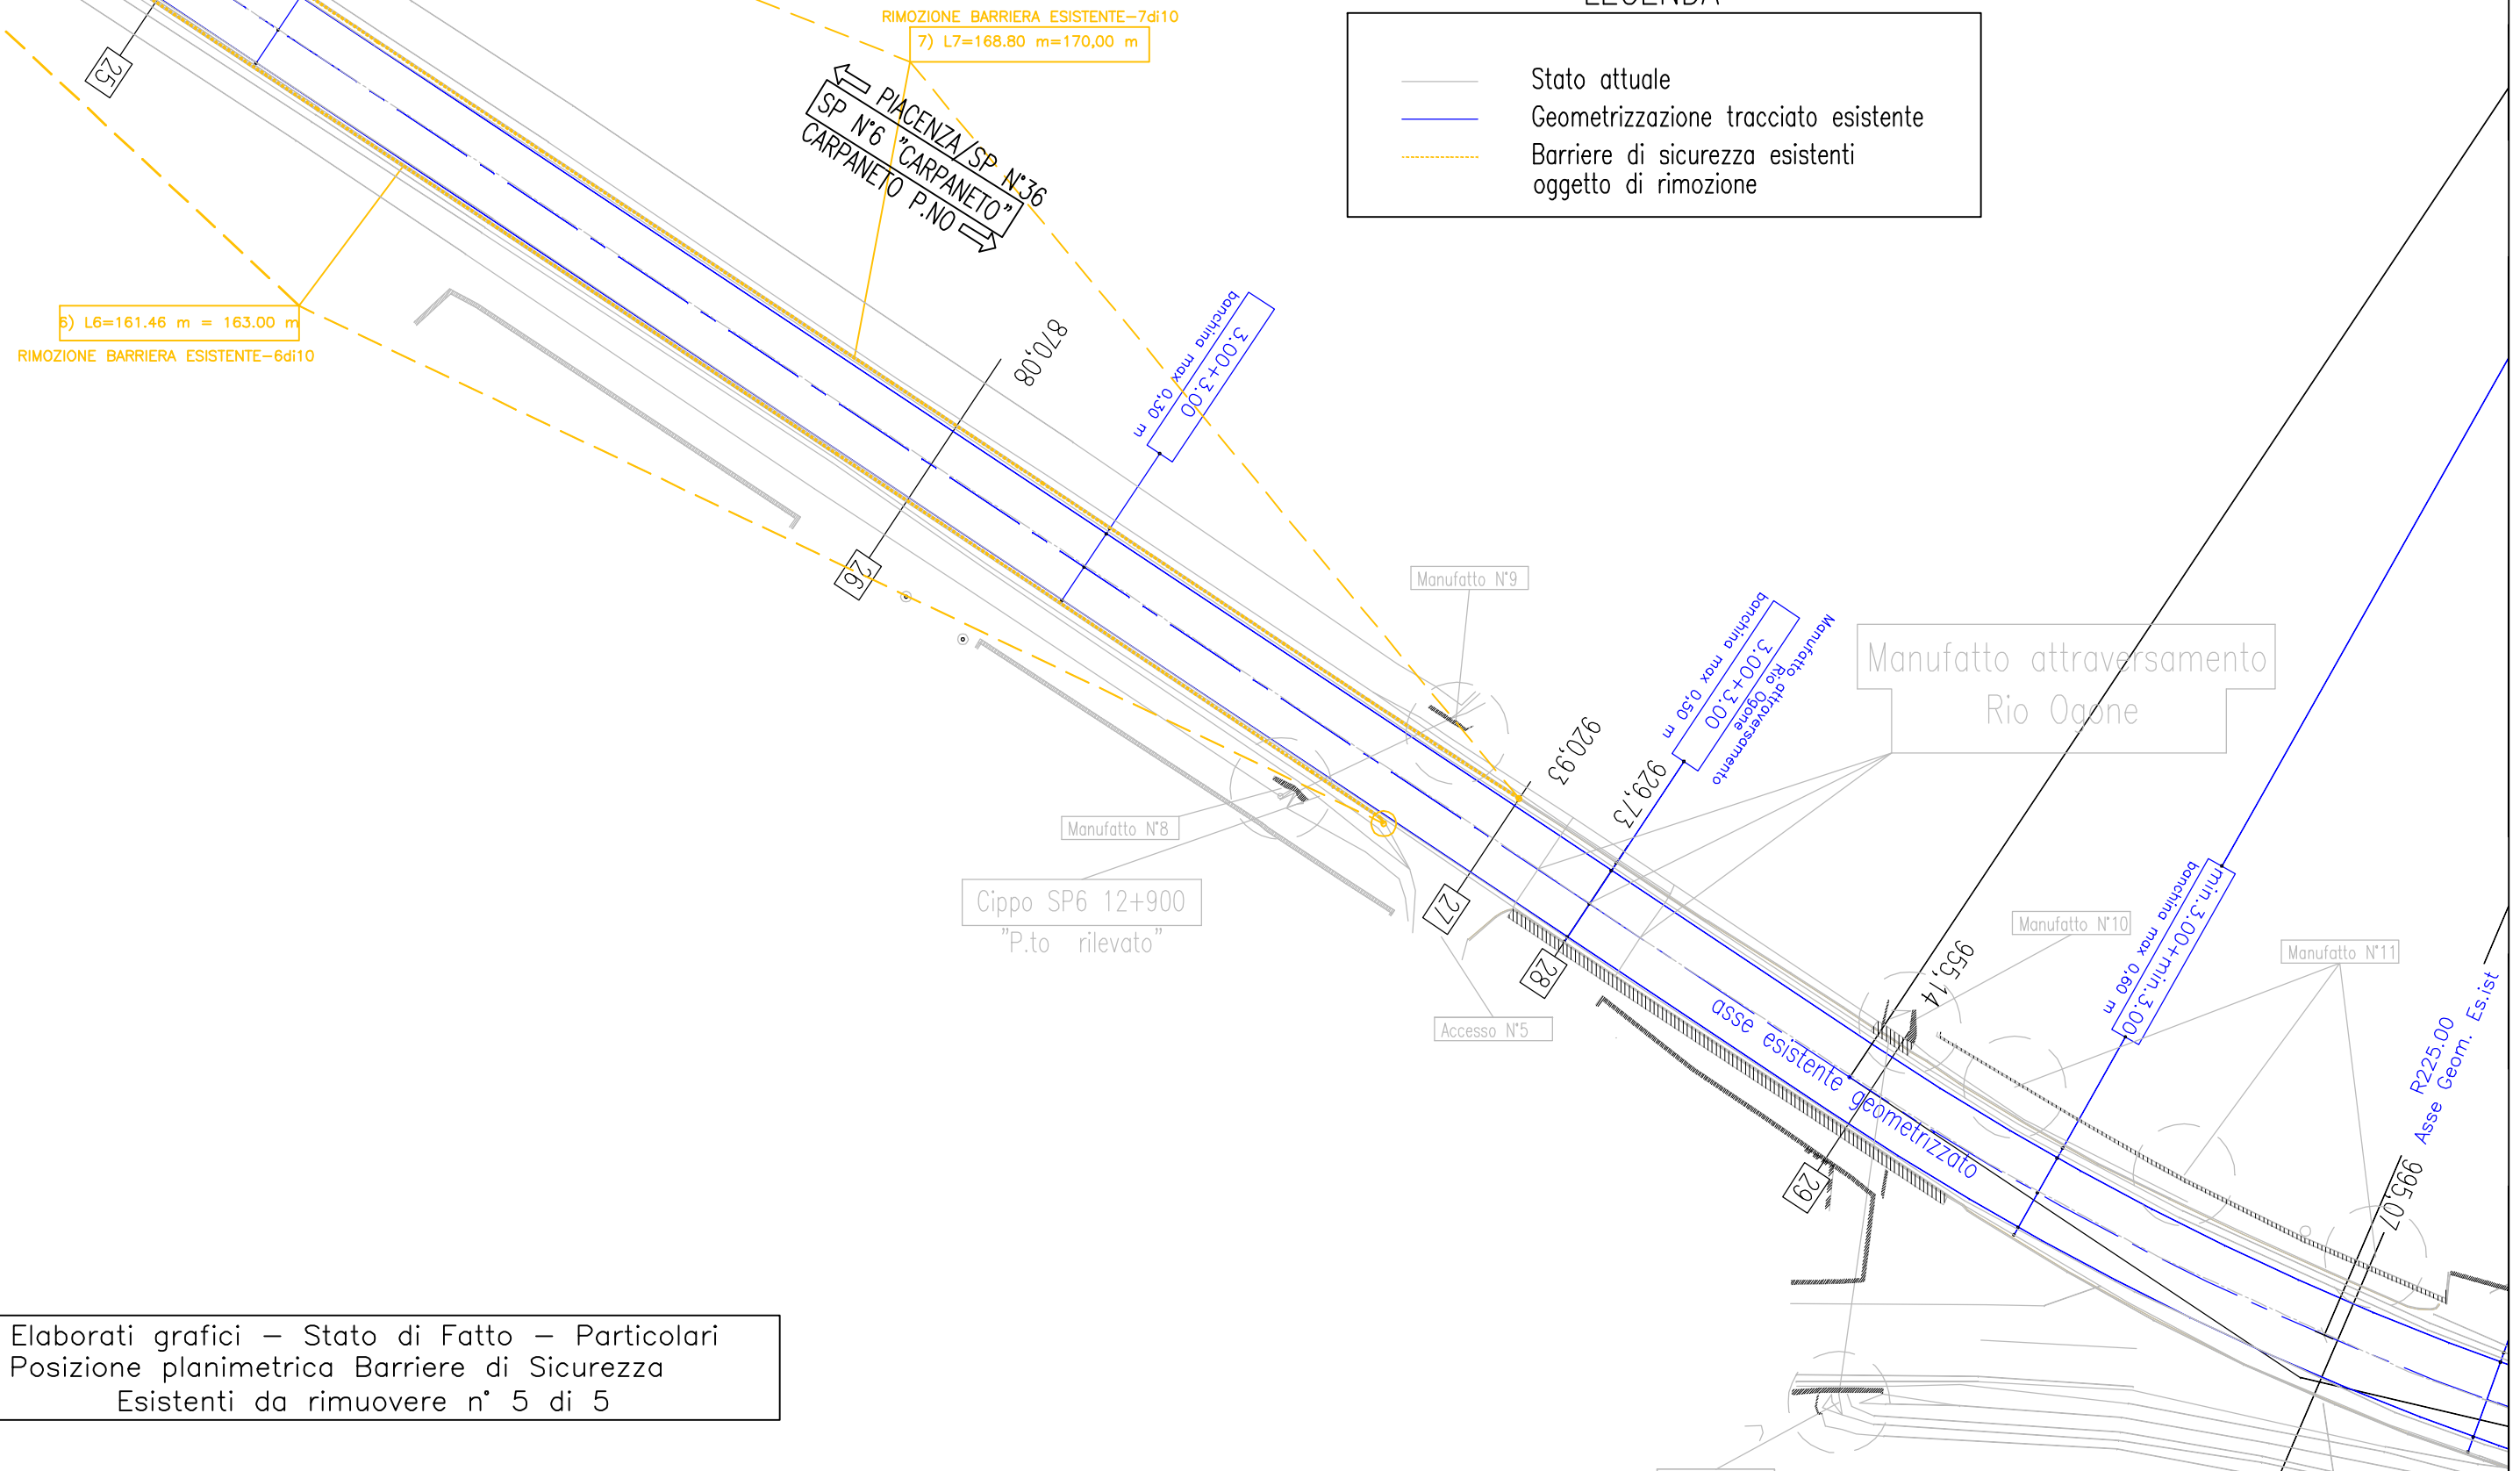 RIMOZIONE BARRIERA ESISTENTE-7di10
7) L7=168.80 m=170,00 m
Stato attuale
Geometrizzazione tracciato esistente
Barriere di sicurezza esistenti
oggetto di rimozione
25
PIACENZA/SP N°36
SP N°6 "CARPANETO"
CARPANETO P.NO
6) L6=161.46 m = 163.00 m
RIMOZIONE BARRIERA ESISTENTE-6di10
870,08
3.00+3.00
banchina max 0,30 m
26
Manufatto N°9
Manufatto attraversamento
Rio Ogone
3.00+3.00
banchina max 0,50 m
Manufatto attraversamento
Rio Ogone
920,93
929,73
Manufatto N°8
Cippo SP6 12+900
"P.to rilevato"
27
28
Accesso N°5
955,14
Manufatto N°10
Manufatto N°11
min.3.00+min.3.00
banchina max 0,60 m
asse esistente geometrizzato
29
R225.00
Asse Geom. Es.ist
995,07
Elaborati grafici – Stato di Fatto – Particolari
Posizione planimetrica Barriere di Sicurezza
Esistenti da rimuovere n° 5 di 5